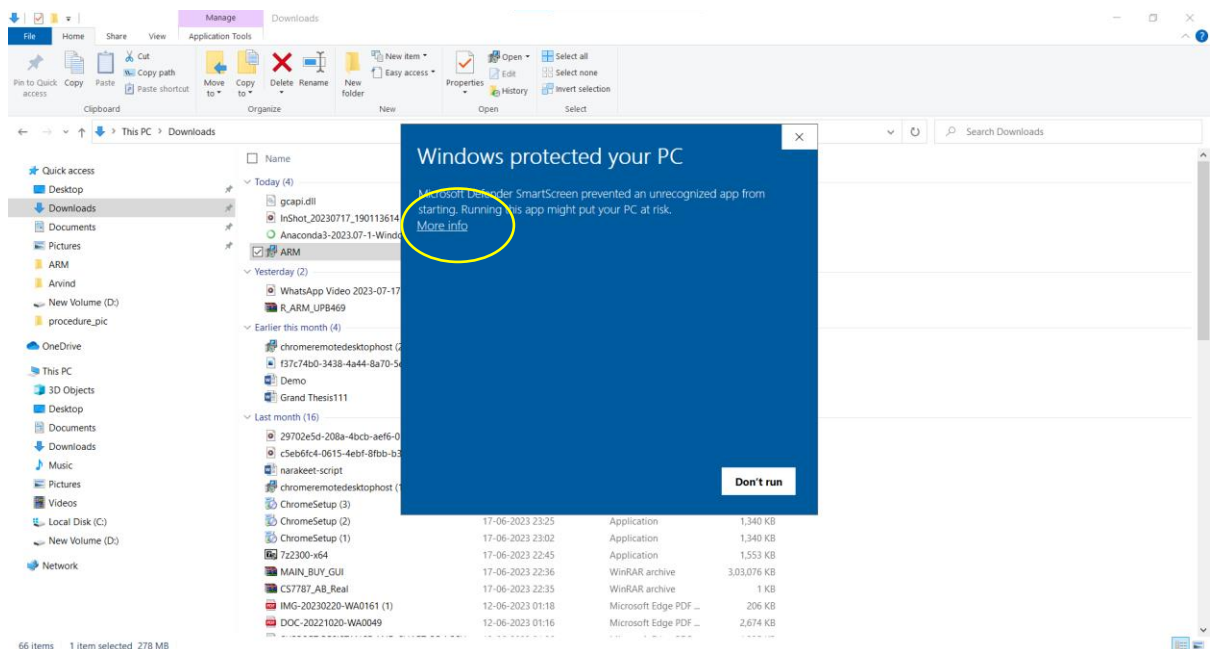 Manage Downloads
File Home Share View Application Tools
Pin to Quick access
Copy
Paste
Cut
Copy path
Paste shortcut
Move to
Copy to
Delete
Rename
New folder
New item
Easy access
Properties
Open
Edit
History
Select all
Select none
Invert selection
Clipboard Organize New Open Select
This PC > Downloads
Search Downloads
Quick access
Desktop
Downloads
Documents
Pictures
ARM
Arvind
New Volume (D:)
procedure_pic
OneDrive
This PC
3D Objects
Desktop
Documents
Downloads
Music
Pictures
Videos
Local Disk (C:)
New Volume (D:)
Network
Name
Today (4)
gcapi.dll
InShot_20230717_190113614
Anaconda3-2023.07-1-Windo
ARM
Yesterday (2)
WhatsApp Video 2023-07-17
R_ARM_UPB469
Earlier this month (4)
chromeremotedesktophost (2
f37c74b0-3438-4a44-8a70-5
Demo
Grand Thesis111
Last month (16)
29702e5d-208a-4bcb-aef6-0
c5eb6fc4-0615-4ebf-8fbb-b3
narakeet-script
chromeremotedesktophost (1
ChromeSetup (3)
ChromeSetup (2) 17-06-2023 23:25 Application 1,340 KB
ChromeSetup (1) 17-06-2023 23:02 Application 1,340 KB
7z2300-x64 17-06-2023 22:45 Application 1,553 KB
MAIN_BUY_GUI 17-06-2023 22:36 WinRAR archive 3,03,076 KB
CS7787_AB_Real 17-06-2023 22:35 WinRAR archive 1 KB
IMG-20230220-WA0161 (1) 12-06-2023 01:18 Microsoft Edge PDF ... 206 KB
DOC-20221020-WA0049 12-06-2023 01:16 Microsoft Edge PDF ... 2,674 KB
Windows protected your PC
Microsoft Defender SmartScreen prevented an unrecognized app from
starting. Running this app might put your PC at risk.
More info
Don't run
66 items 1 item selected 278 MB